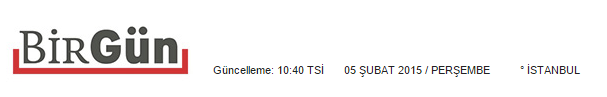 BirGün
Güncelleme: 10:40 TSİ 05 ŞUBAT 2015 / PERŞEMBE ° İSTANBUL